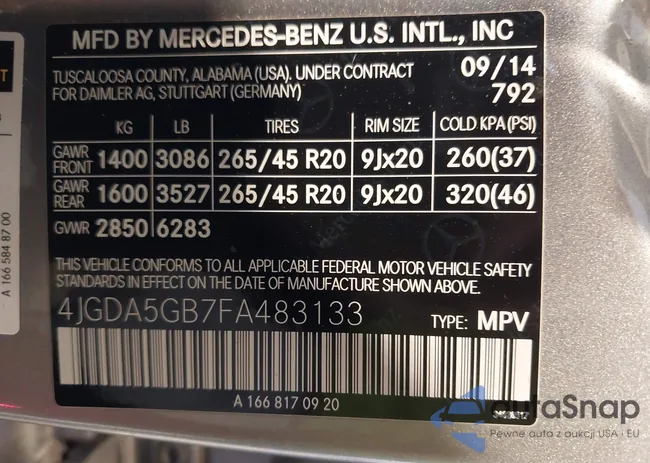 MFD BY MERCEDES-BENZ U.S. INTL., INC
TUSCALOOSA COUNTY, ALABAMA (USA). UNDER CONTRACT
FOR DAIMLER AG, STUTTGART (GERMANY)
09/14
792
KG LB TIRES RIM SIZE COLD KPA(PSI)
GAWR FRONT 1400 3086 265/45 R20 9Jx20 260(37)
GAWR REAR 1600 3527 265/45 R20 9Jx20 320(46)
GVWR 2850 6283
THIS VEHICLE CONFORMS TO ALL APPLICABLE FEDERAL MOTOR VEHICLE SAFETY
STANDARDS IN EFFECT ON THE DATE OF MANUFACTURE SHOWN ABOVE.
4JGDA5GB7FA483133 TYPE: MPV
A 166 817 09 20
A 166 584 87 00
autoSnap
Pewne auta z aukcji USA i EU